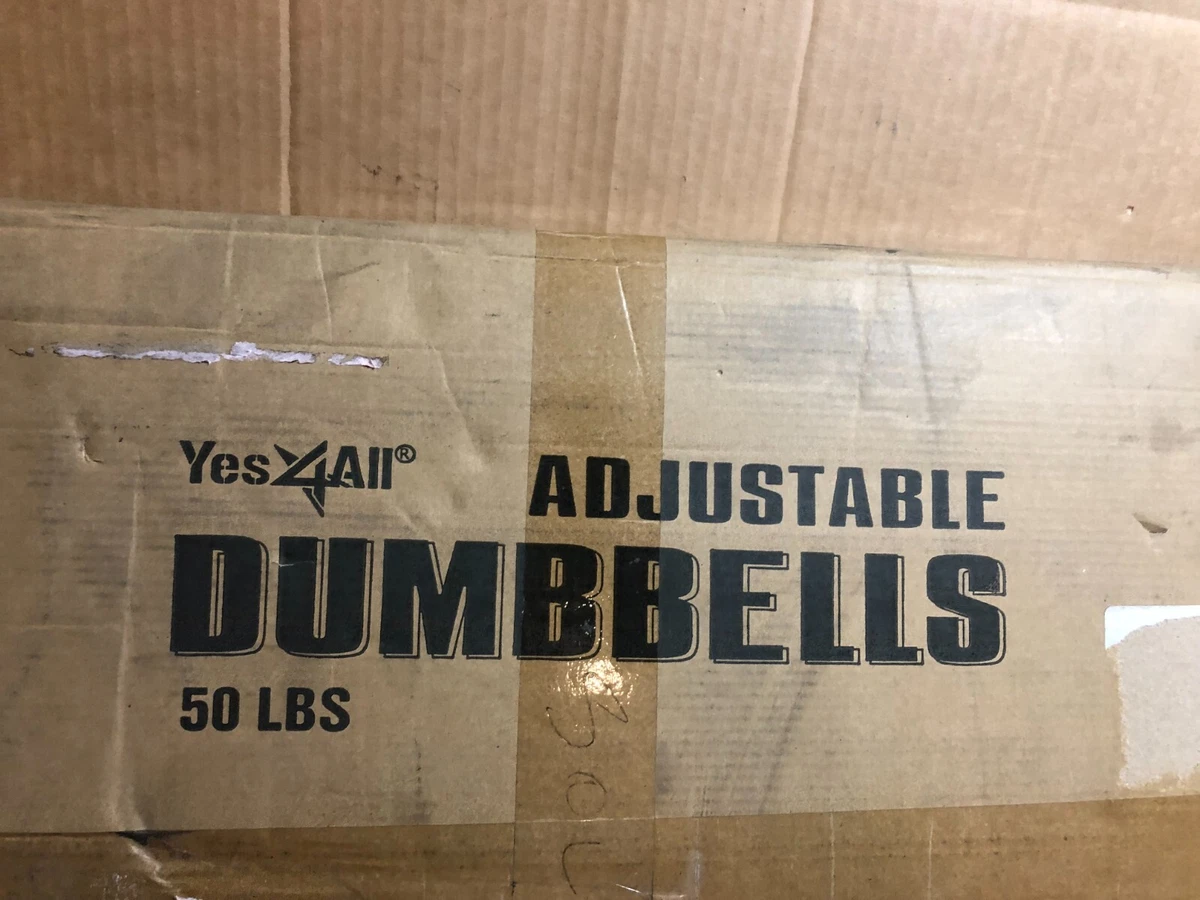 Yes4All®
ADJUSTABLE
DUMBBELLS
50 LBS